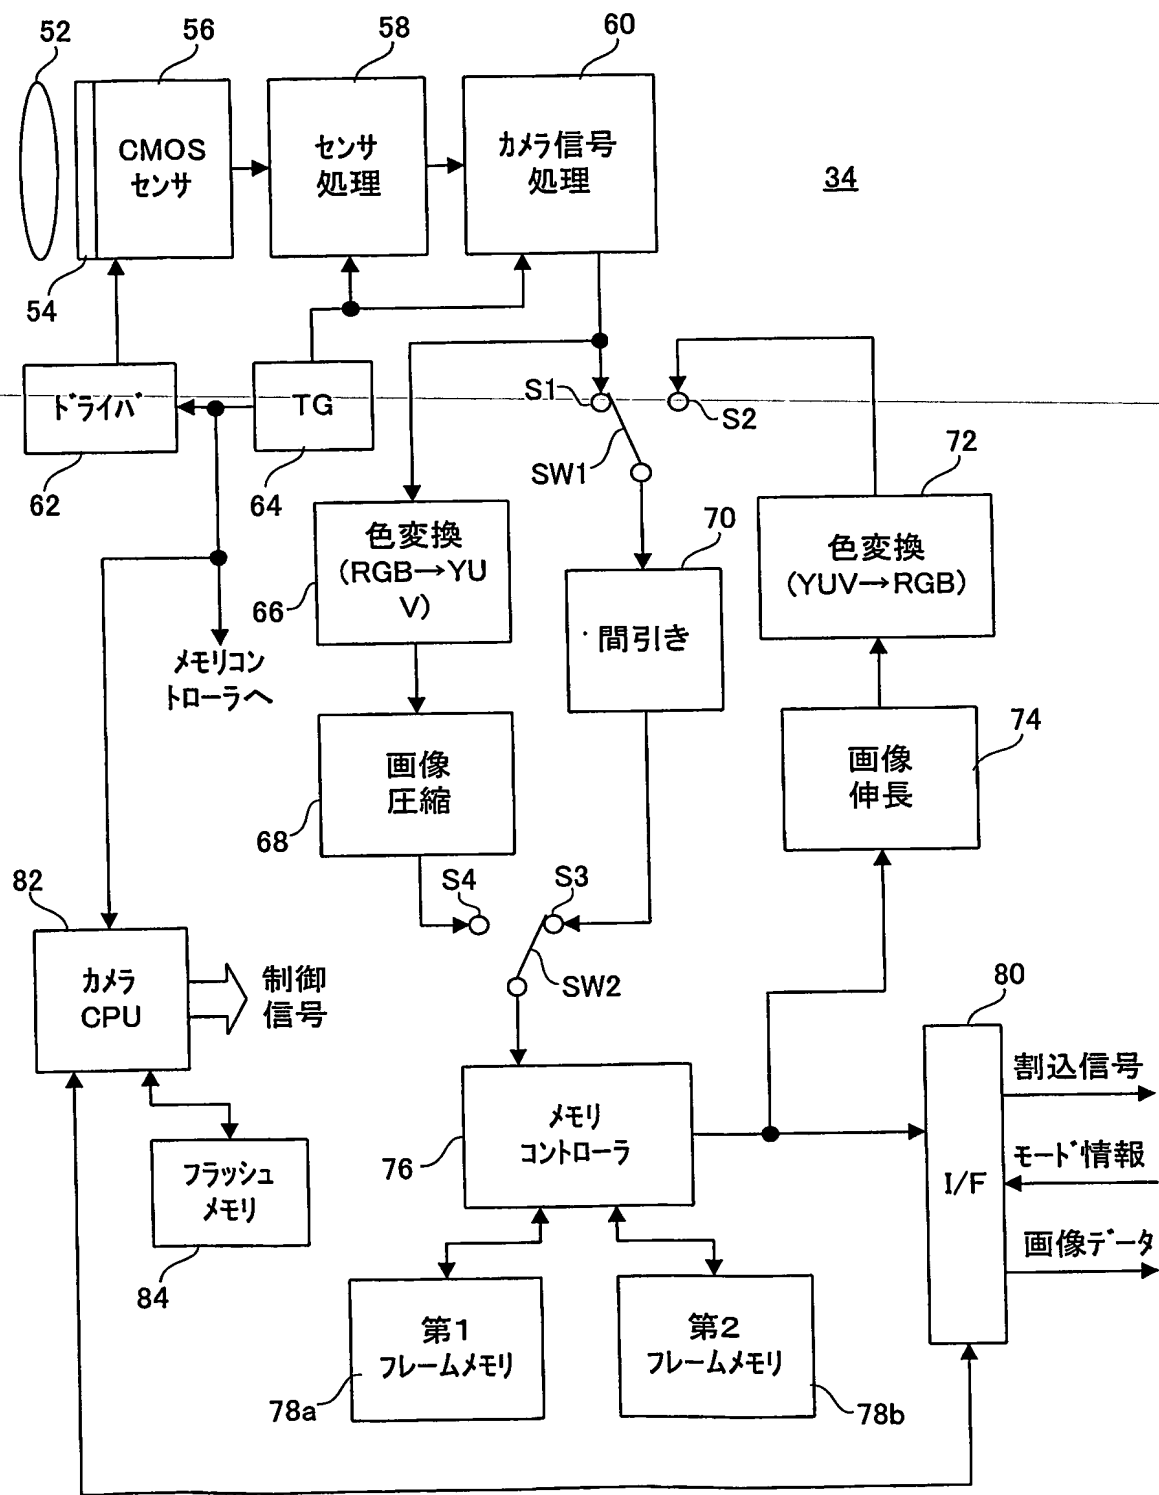 52
56
58
60
CMOS
センサ
センサ
処理
カメラ信号
処理
34
54
ドライバ
TG
S1
S2
SW1
62
64
72
70
色変換
(RGB→YU
V)
66
間引き
色変換
(YUV→RGB)
メモリコン
トローラへ
74
画像
圧縮
68
画像
伸長
82
S4
S3
カメラ
CPU
制御
信号
SW2
80
割込信号
メモリ
コントローラ
76
モード情報
I/F
フラッシュ
メモリ
画像データ
84
第1
フレームメモリ
第2
フレームメモリ
78a
78b